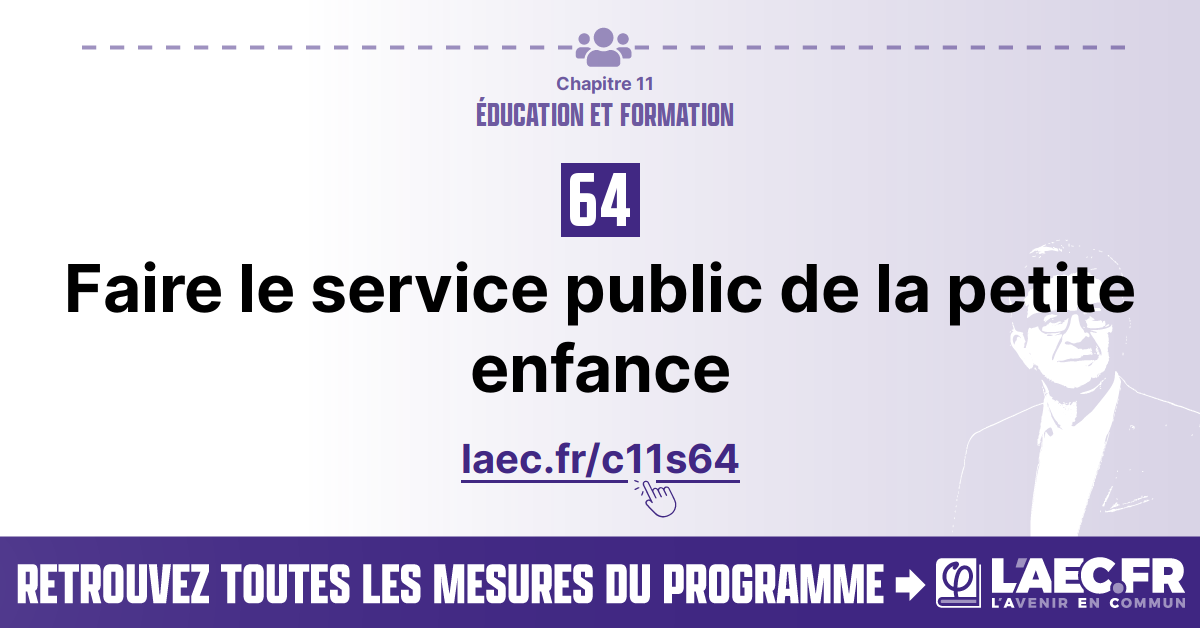 Chapitre 11
ÉDUCATION ET FORMATION
64
Faire le service public de la petite
enfance
laec.fr/c11s64
RETROUVEZ TOUTES LES MESURES DU PROGRAMME
L'AEC.FR
L'AVENIR EN COMMUN